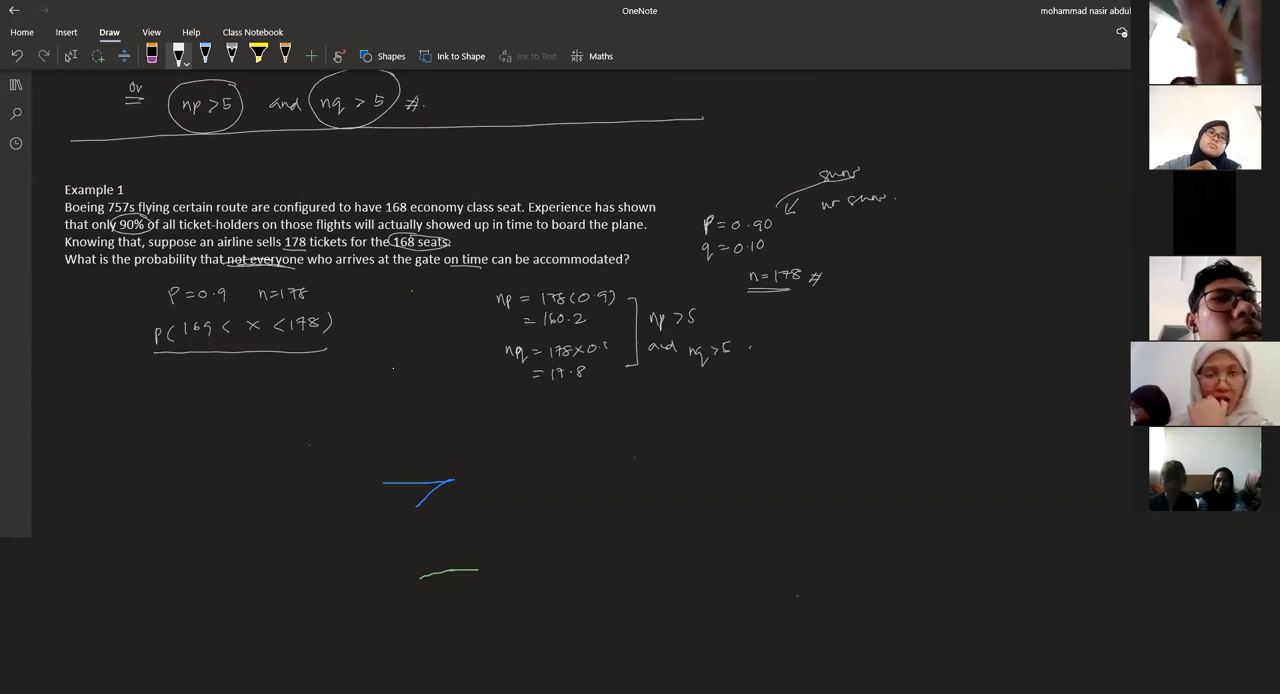 OneNote
mohammad nasir abdul
Home Insert Draw View Help Class Notebook
Shapes Ink to Shape Ink to Text Maths
Or np > 5 and nq > 5 #.
Example 1
Boeing 757s flying certain route are configured to have 168 economy class seat. Experience has shown
that only 90% of all ticket-holders on those flights will actually showed up in time to board the plane.
Knowing that, suppose an airline sells 178 tickets for the 168 seats.
What is the probability that not everyone who arrives at the gate on time can be accommodated?
show
no show.
P = 0.90
q = 0.10
n = 178 #
P = 0.9 n = 178
P( 169 < x < 178 )
np = 178(0.9)
= 160.2
nq = 178 x 0.1
= 17.8
np > 5
and nq > 5